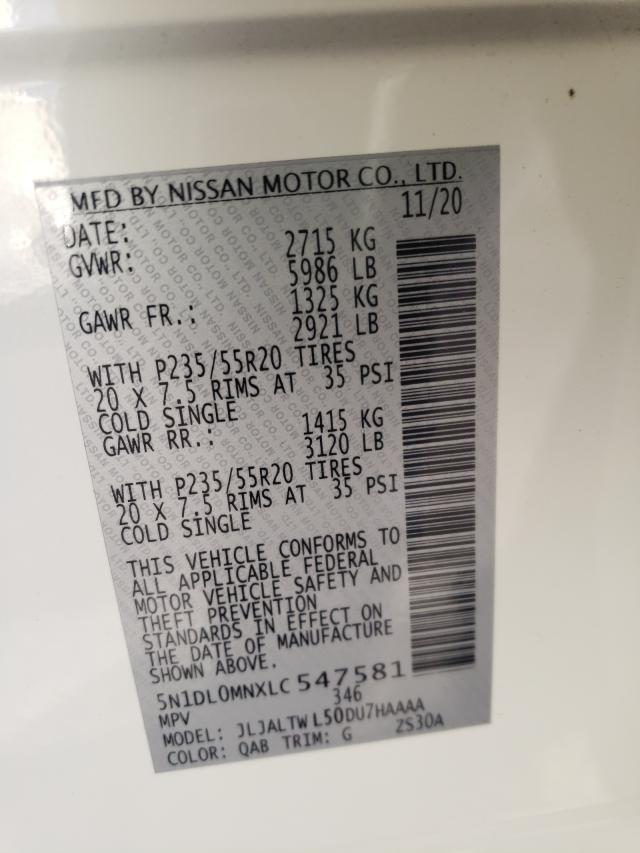 MFD BY NISSAN MOTOR CO., LTD.
DATE: 11/20
GVWR: 2715 KG
5986 LB
GAWR FR.: 1325 KG
2921 LB
WITH P235/55R20 TIRES
20 X 7.5 RIMS AT 35 PSI
COLD SINGLE
GAWR RR.: 1415 KG
3120 LB
WITH P235/55R20 TIRES
20 X 7.5 RIMS AT 35 PSI
COLD SINGLE
THIS VEHICLE CONFORMS TO
ALL APPLICABLE FEDERAL
MOTOR VEHICLE SAFETY AND
THEFT PREVENTION
STANDARDS IN EFFECT ON
THE DATE OF MANUFACTURE
SHOWN ABOVE.
5N1DL0MNXLC547581
MPV 346
MODEL: JLJALTWL50DU7HAAAA
COLOR: QAB TRIM: G ZS30A